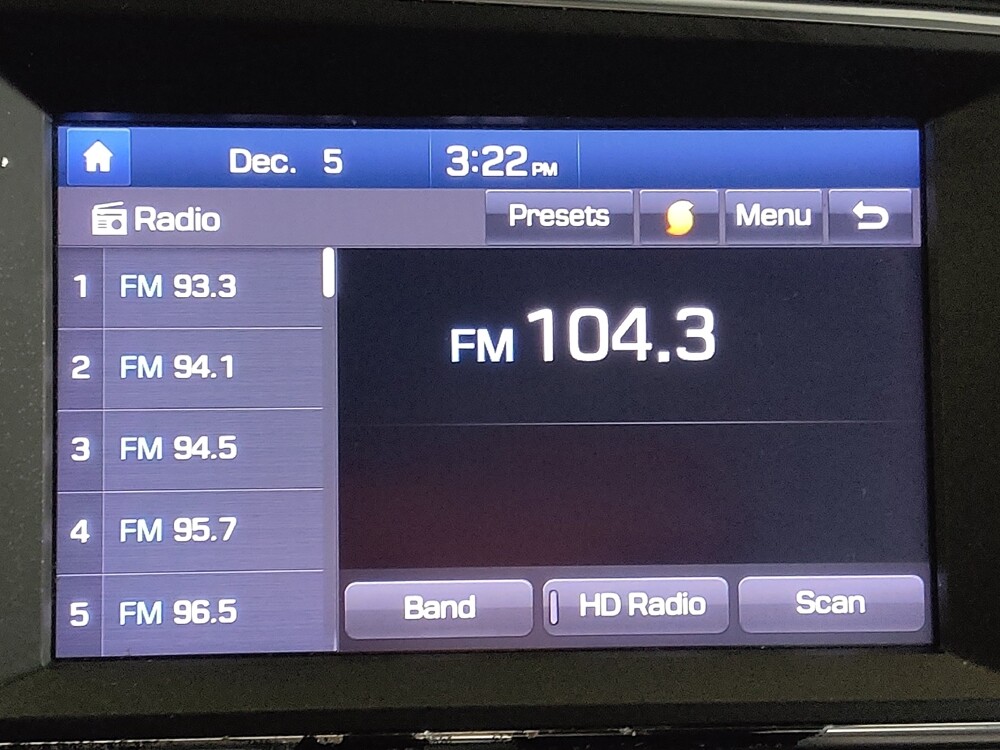 Dec. 5 3:22 PM
Radio Presets Menu
1 FM 93.3
FM 104.3
2 FM 94.1
3 FM 94.5
4 FM 95.7
5 FM 96.5
Band HD Radio Scan